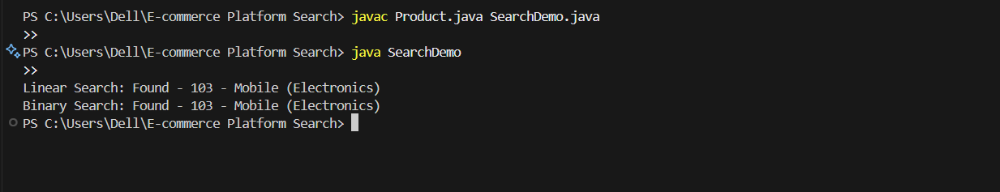 PS C:\Users\Dell\E-commerce Platform Search> javac Product.java SearchDemo.java
>>
PS C:\Users\Dell\E-commerce Platform Search> java SearchDemo
>>
Linear Search: Found - 103 - Mobile (Electronics)
Binary Search: Found - 103 - Mobile (Electronics)
PS C:\Users\Dell\E-commerce Platform Search>